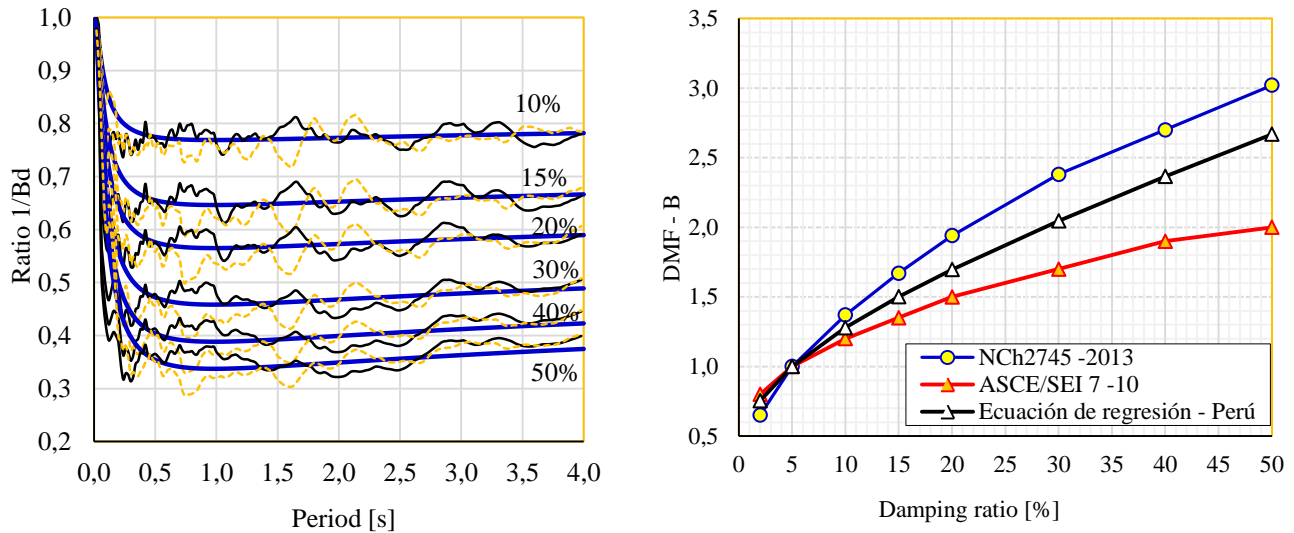 Ratio 1/Bd
1,0
0,9
0,8
0,7
0,6
0,5
0,4
0,3
0,2
10%
15%
20%
30%
40%
50%
0,0 0,5 1,0 1,5 2,0 2,5 3,0 3,5 4,0
Period [s]
DMF - B
3,5
3,0
2,5
2,0
1,5
1,0
0,5
NCh2745 -2013
ASCE/SEI 7 -10
Ecuación de regresión - Perú
0 5 10 15 20 25 30 35 40 45 50
Damping ratio [%]